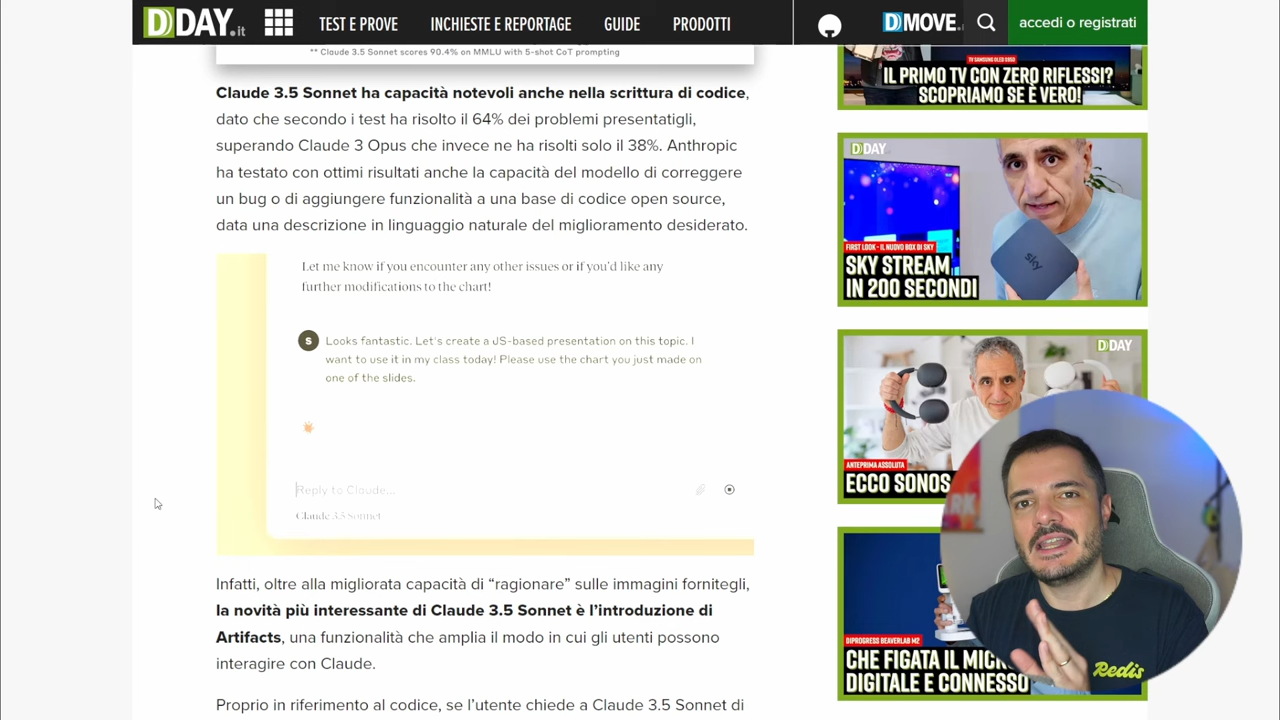 DDAY.it
TEST E PROVE
INCHIESTE E REPORTAGE
GUIDE
PRODOTTI
DMOVE.
accedi o registrati
** Claude 3.5 Sonnet scores 90.4% on MMLU with 5-shot CoT prompting
Claude 3.5 Sonnet ha capacità notevoli anche nella scrittura di codice,
dato che secondo i test ha risolto il 64% dei problemi presentatigli,
superando Claude 3 Opus che invece ne ha risolti solo il 38%. Anthropic
ha testato con ottimi risultati anche la capacità del modello di correggere
un bug o di aggiungere funzionalità a una base di codice open source,
data una descrizione in linguaggio naturale del miglioramento desiderato.
Let me know if you encounter any other issues or if you'd like any
further modifications to the chart!
S
Looks fantastic. Let's create a JS-based presentation on this topic. I
want to use it in my class today! Please use the chart you just made on
one of the slides.
Reply to Claude...
Claude 3.5 Sonnet
Infatti, oltre alla migliorata capacità di “ragionare” sulle immagini fornitegli,
la novità più interessante di Claude 3.5 Sonnet è l’introduzione di
Artifacts, una funzionalità che amplia il modo in cui gli utenti possono
interagire con Claude.
Proprio in riferimento al codice, se l’utente chiede a Claude 3.5 Sonnet di
TV SAMSUNG OLED S95D
IL PRIMO TV CON ZERO RIFLESSI?
SCOPRIAMO SE È VERO!
DDAY
FIRST LOOK - IL NUOVO BOX DI SKY
SKY STREAM
IN 200 SECONDI
sky
DDAY
ANTEPRIMA ASSOLUTA
ECCO SONOS
DIPROGRESS BEAVERLAB M2
CHE FIGATA IL
DIGITALE E CONNESSO
Redis